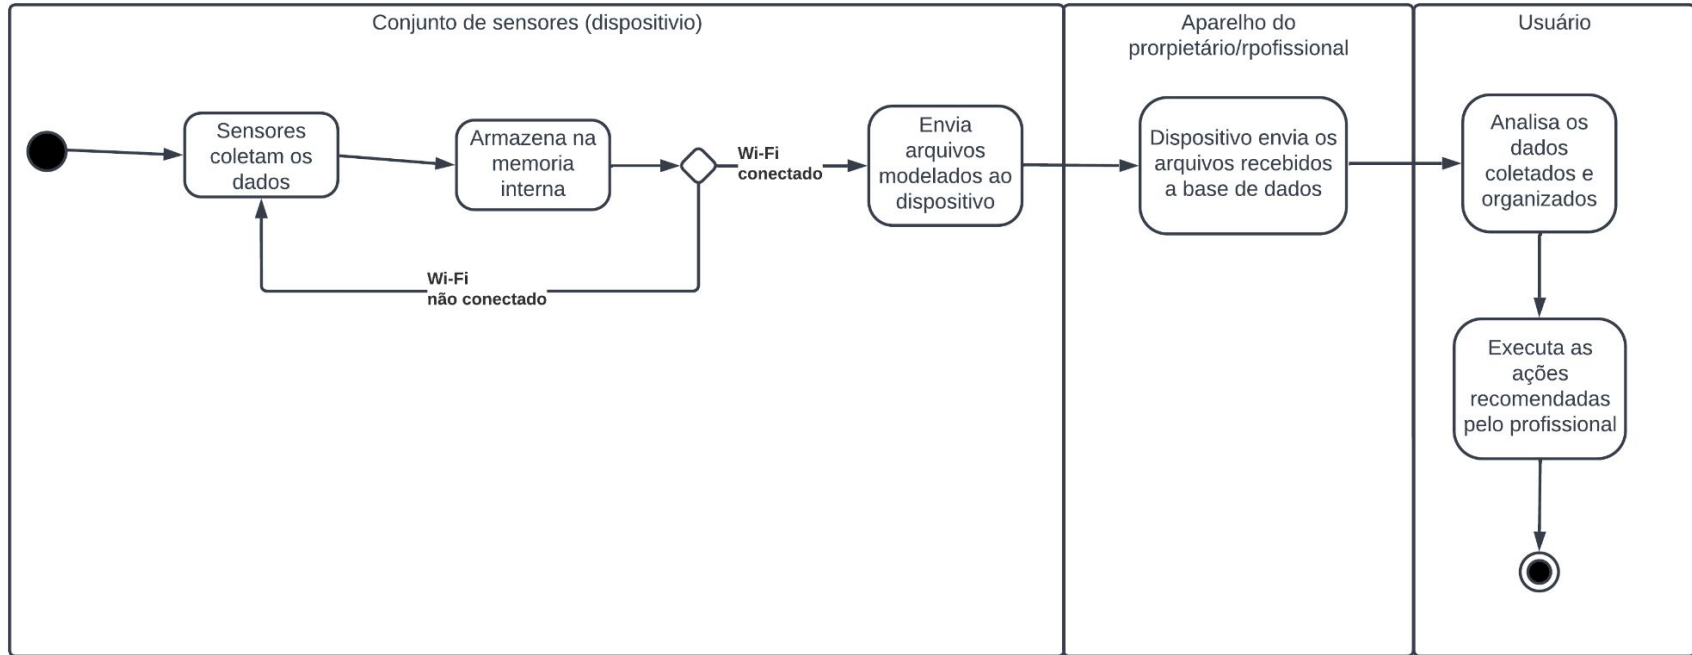 Conjunto de sensores (dispositivio)
Aparelho do
prorpietário/rpofissional
Usuário
Sensores
coletam os
dados
Armazena na
memoria
interna
Wi-Fi
conectado
Wi-Fi
não conectado
Envia
arquivos
modelados ao
dispositivo
Dispositivo envia os
arquivos recebidos
a base de dados
Analisa os
dados
coletados e
organizados
Executa as
ações
recomendadas
pelo profissional